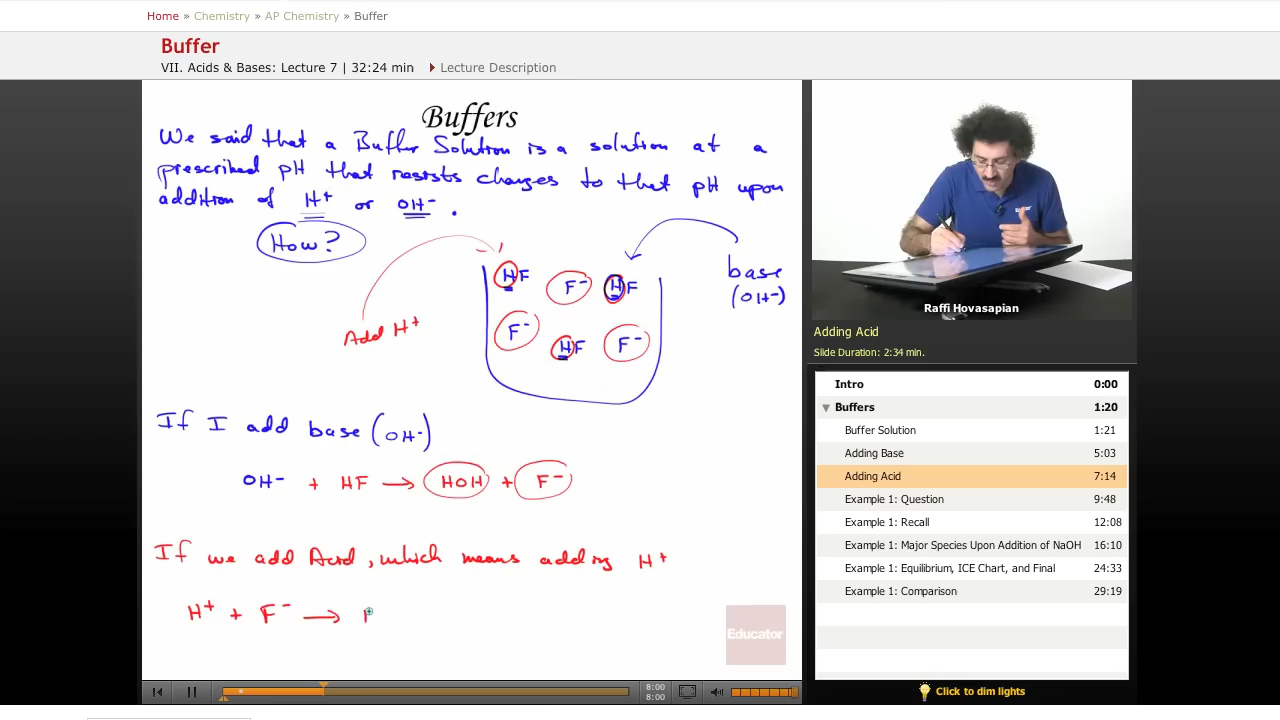 Home » Chemistry » AP Chemistry » Buffer
Buffer
VII. Acids & Bases: Lecture 7 | 32:24 min
Lecture Description
Buffers
We said that a Buffer Solution is a solution at a
prescribed pH that resists changes to that pH upon
addition of H+ or OH- .
How?
HF F- HF
base
(OH-)
Add H+
F- HF F-
If I add base (OH-)
OH- + HF → HOH + F-
If we add Acid, which means adding H+
H+ + F- →
Educator
Raffi Hovasapian
Adding Acid
Slide Duration: 2:34 min.
Intro 0:00
Buffers 1:20
Buffer Solution 1:21
Adding Base 5:03
Adding Acid 7:14
Example 1: Question 9:48
Example 1: Recall 12:08
Example 1: Major Species Upon Addition of NaOH 16:10
Example 1: Equilibrium, ICE Chart, and Final 24:33
Example 1: Comparison 29:19
8:00
8:00
Click to dim lights